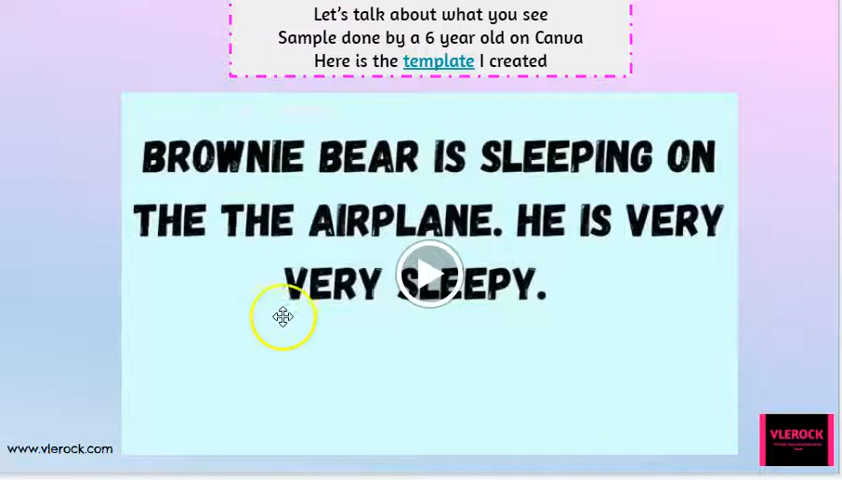 Let's talk about what you see
Sample done by a 6 year old on Canva
Here is the template I created
BROWNIE BEAR IS SLEEPING ON
THE THE AIRPLANE. HE IS VERY
VERY SLEEPY.
www.vlerock.com
VLEROCK